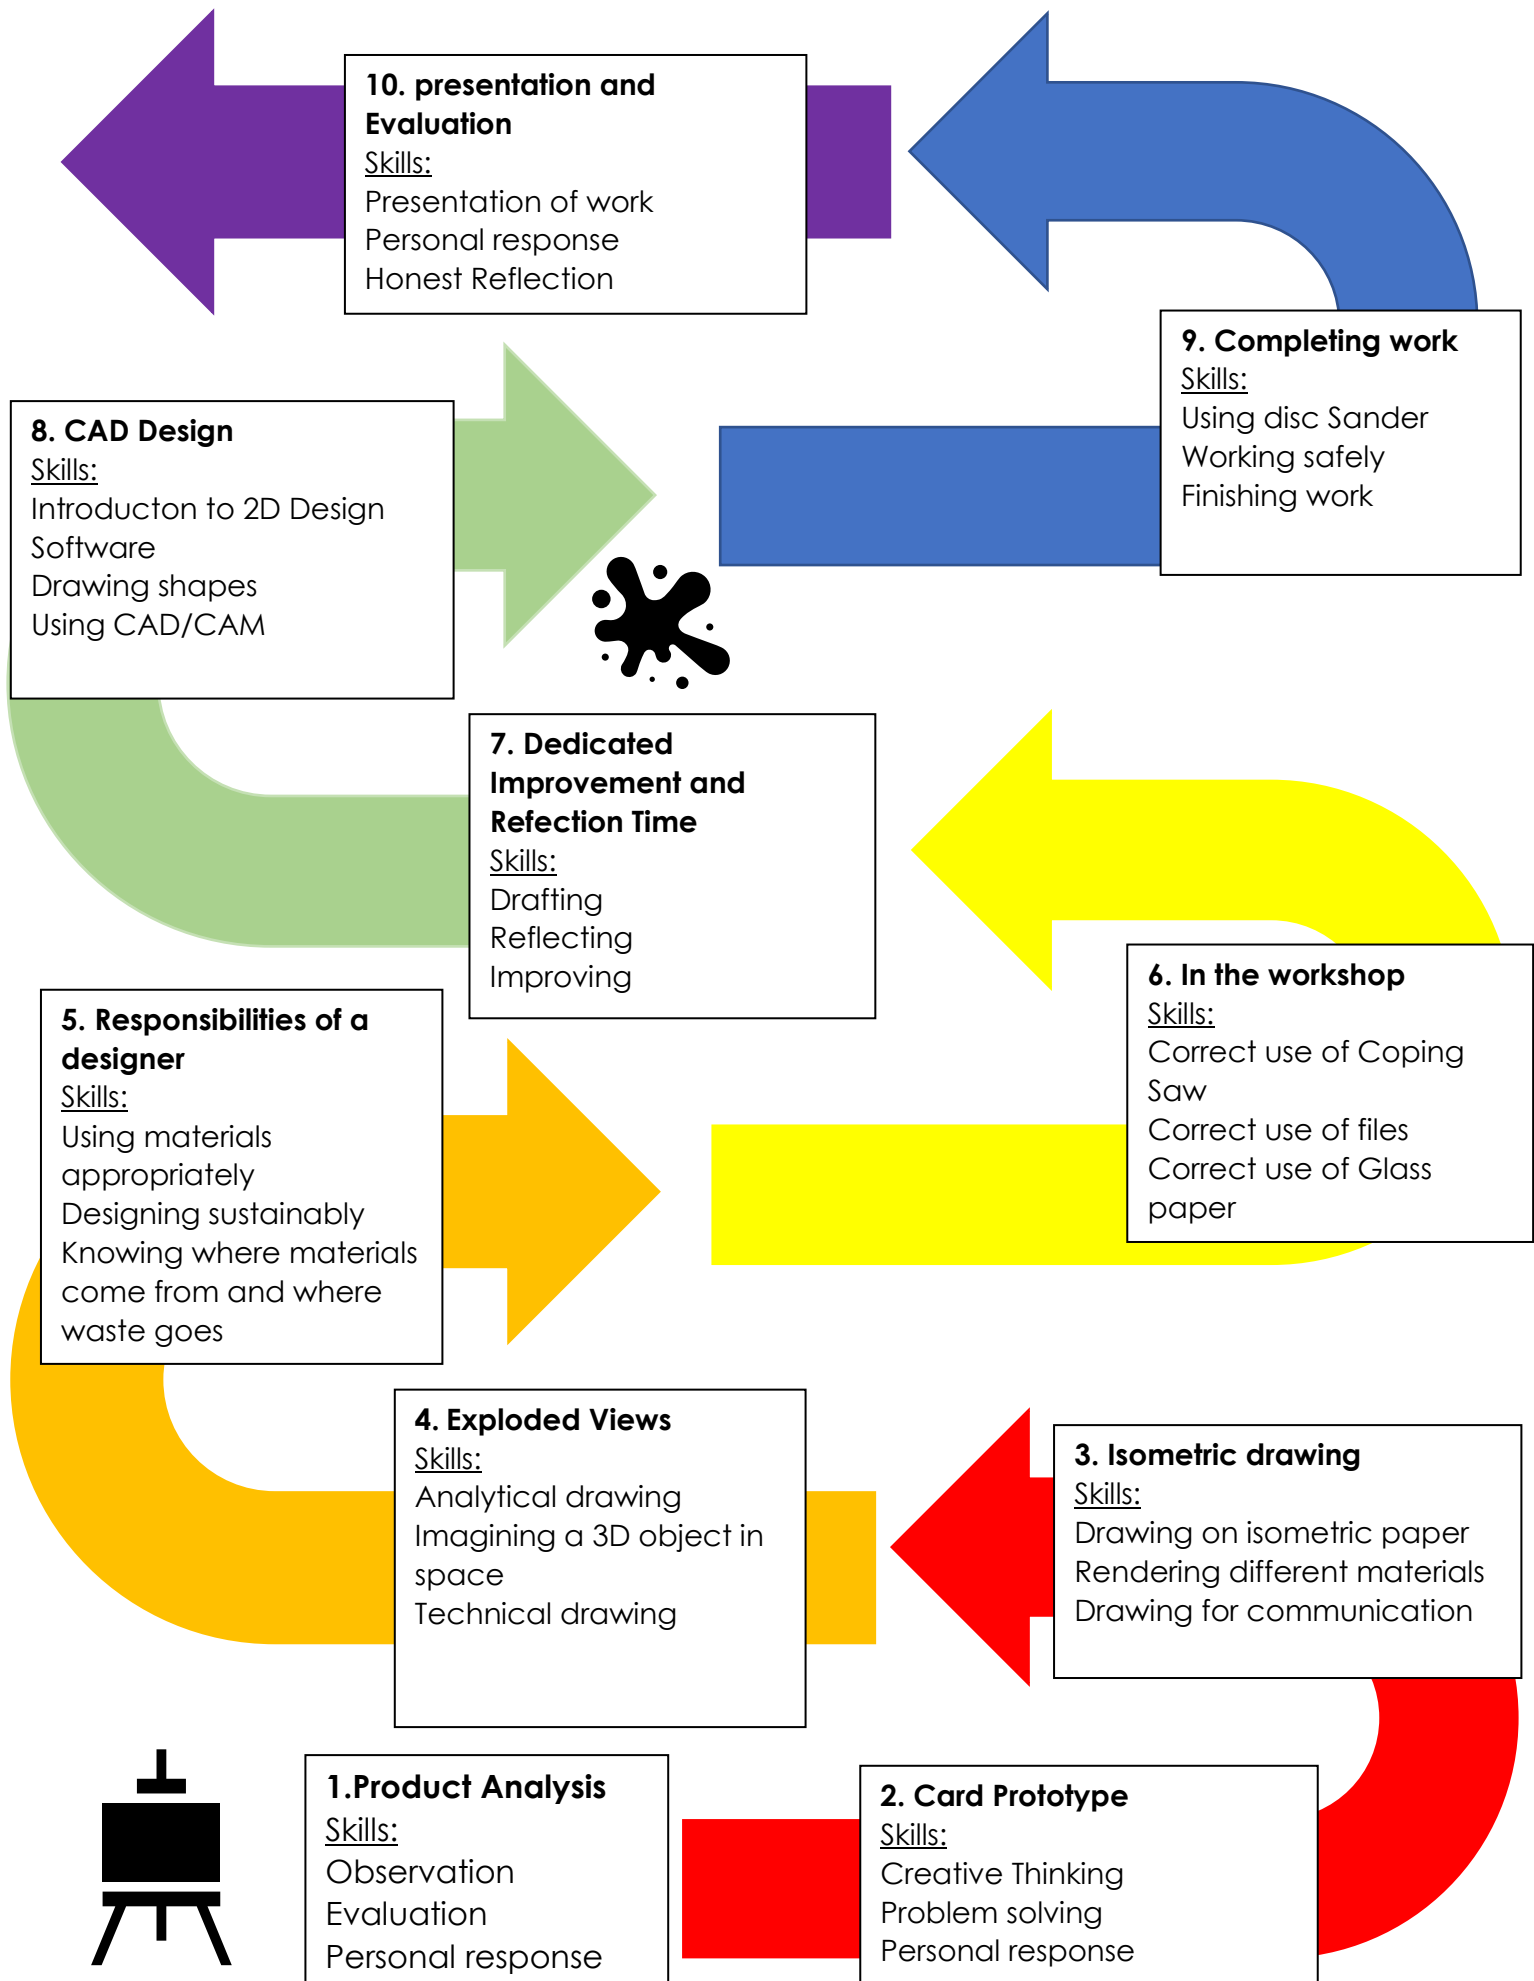 10. presentation and
Evaluation
Skills:
Presentation of work
Personal response
Honest Reflection
9. Completing work
Skills:
Using disc Sander
Working safely
Finishing work
8. CAD Design
Skills:
Introducton to 2D Design
Software
Drawing shapes
Using CAD/CAM
7. Dedicated
Improvement and
Refection Time
Skills:
Drafting
Reflecting
Improving
6. In the workshop
Skills:
Correct use of Coping
Saw
Correct use of files
Correct use of Glass
paper
5. Responsibilities of a
designer
Skills:
Using materials
appropriately
Designing sustainably
Knowing where materials
come from and where
waste goes
4. Exploded Views
Skills:
Analytical drawing
Imagining a 3D object in
space
Technical drawing
3. Isometric drawing
Skills:
Drawing on isometric paper
Rendering different materials
Drawing for communication
1.Product Analysis
Skills:
Observation
Evaluation
Personal response
2. Card Prototype
Skills:
Creative Thinking
Problem solving
Personal response